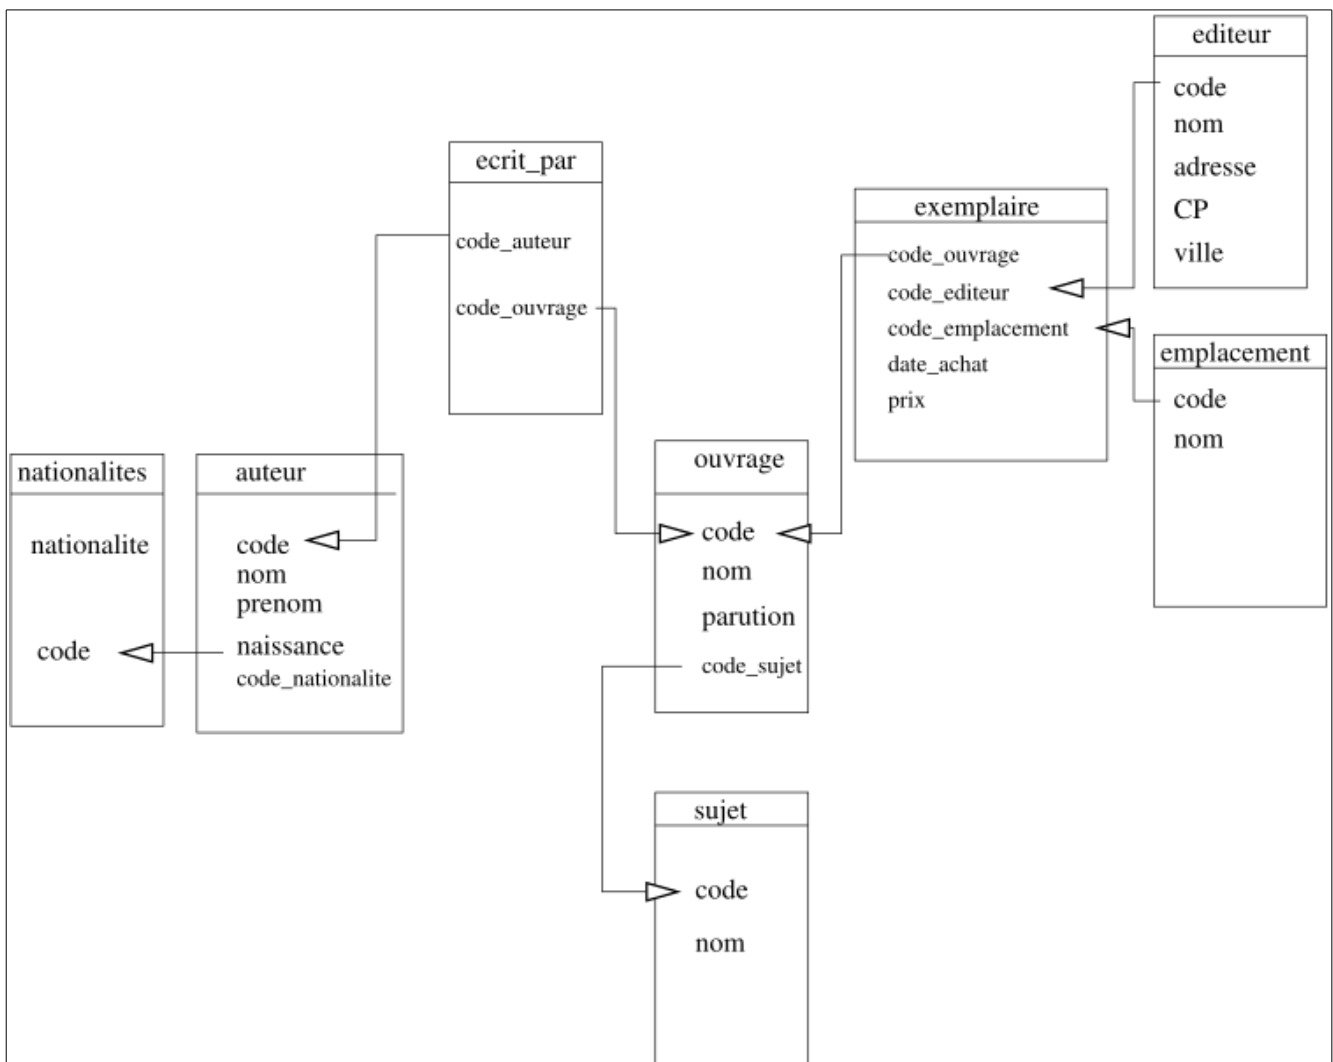 editeur
code
nom
adresse
CP
ville
ecrit_par
code_auteur
code_ouvrage
exemplaire
code_ouvrage
code_editeur
code_emplacement
date_achat
prix
emplacement
code
nom
nationalites
nationalite
code
auteur
code
nom
prenom
naissance
code_nationalite
ouvrage
code
nom
parution
code_sujet
sujet
code
nom